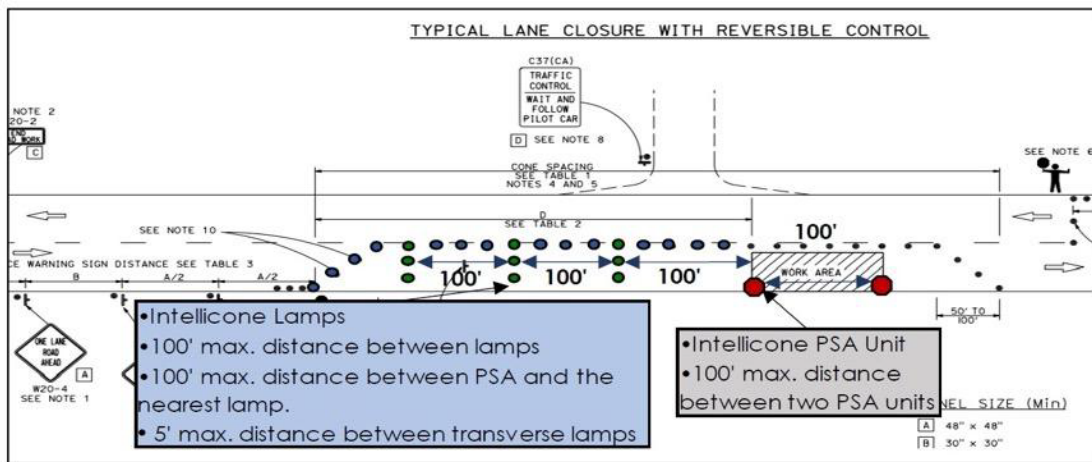 TYPICAL LANE CLOSURE WITH REVERSIBLE CONTROL
C37(CA)
TRAFFIC
CONTROL
WAIT AND
FOLLOW
PILOT CAR
D SEE NOTE 8
NOTE 2
20-2
END
AD WORK
C
CONE SPACING
SEE TABLE 1
NOTES 4 AND 5
SEE NOTE 6
D
SEE TABLE 2
SEE NOTE 10
100'
CE WARNING SIGN DISTANCE SEE TABLE 3
B
A/2
A/2
100'
100'
100'
WORK AREA
50' TO
100'
ONE LANE
ROAD
AHEAD
A
W20-4
SEE NOTE 1
•Intellicone Lamps
•100' max. distance between lamps
•100' max. distance between PSA and the
nearest lamp.
• 5' max. distance between transverse lamps
•Intellicone PSA Unit
•100' max. distance
between two PSA units
NEL SIZE (Min)
A 48" x 48"
B 30" x 30"